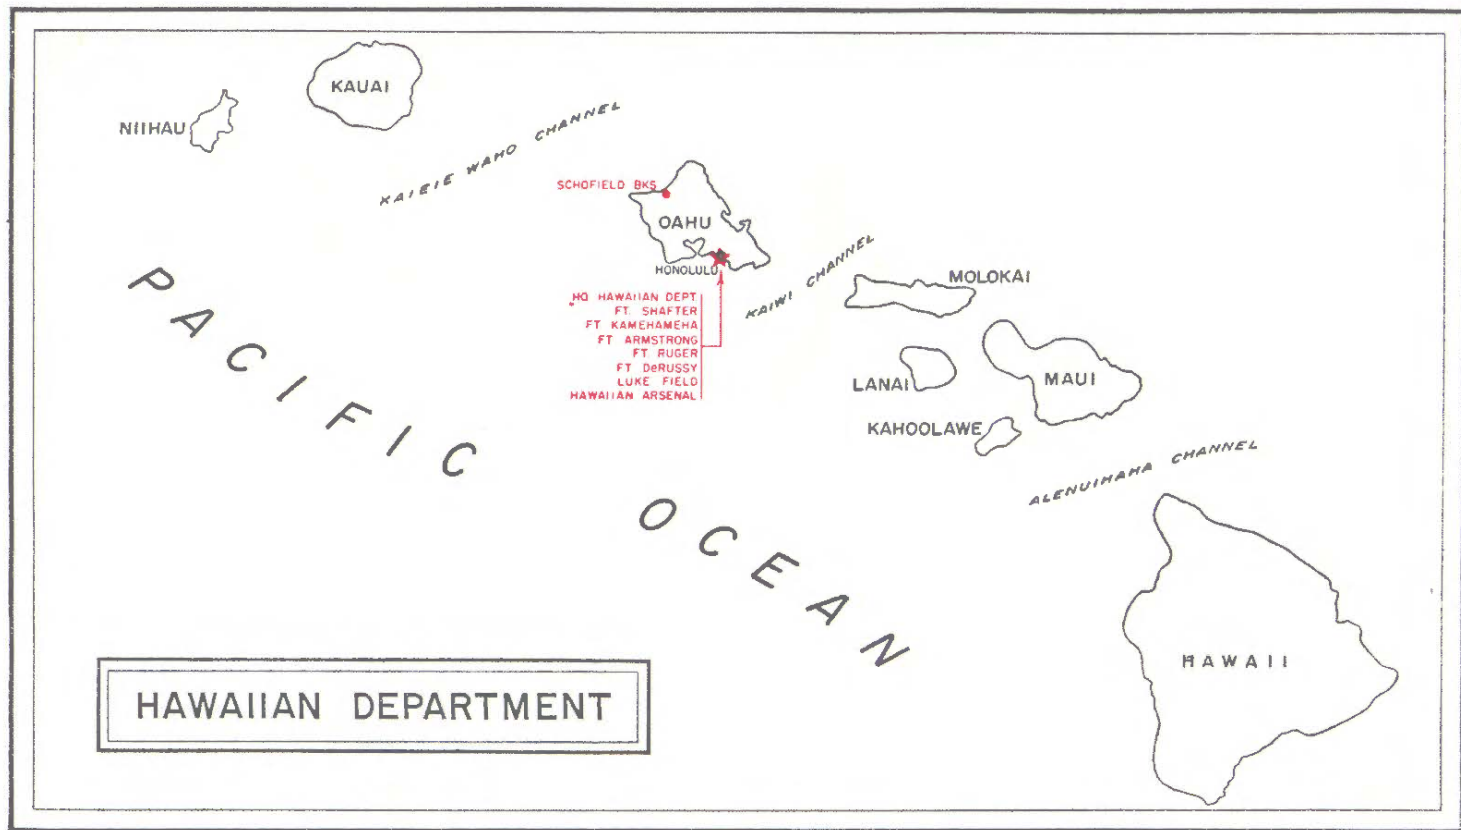 KAUAI
NIIHAU
KAIEIE WAHO CHANNEL
SCHOFIELD BKS
OAHU
HONOLULU
KAIWI CHANNEL
MOLOKAI
HQ HAWAIIAN DEPT
FT. SHAFTER
FT KAMEHAMEHA
FT ARMSTRONG
FT RUGER
FT DeRUSSY
LUKE FIELD
HAWAIIAN ARSENAL
LANAI
MAUI
KAHOOLAWE
PACIFIC OCEAN
ALENUIHAHA CHANNEL
HAWAII
HAWAIIAN DEPARTMENT